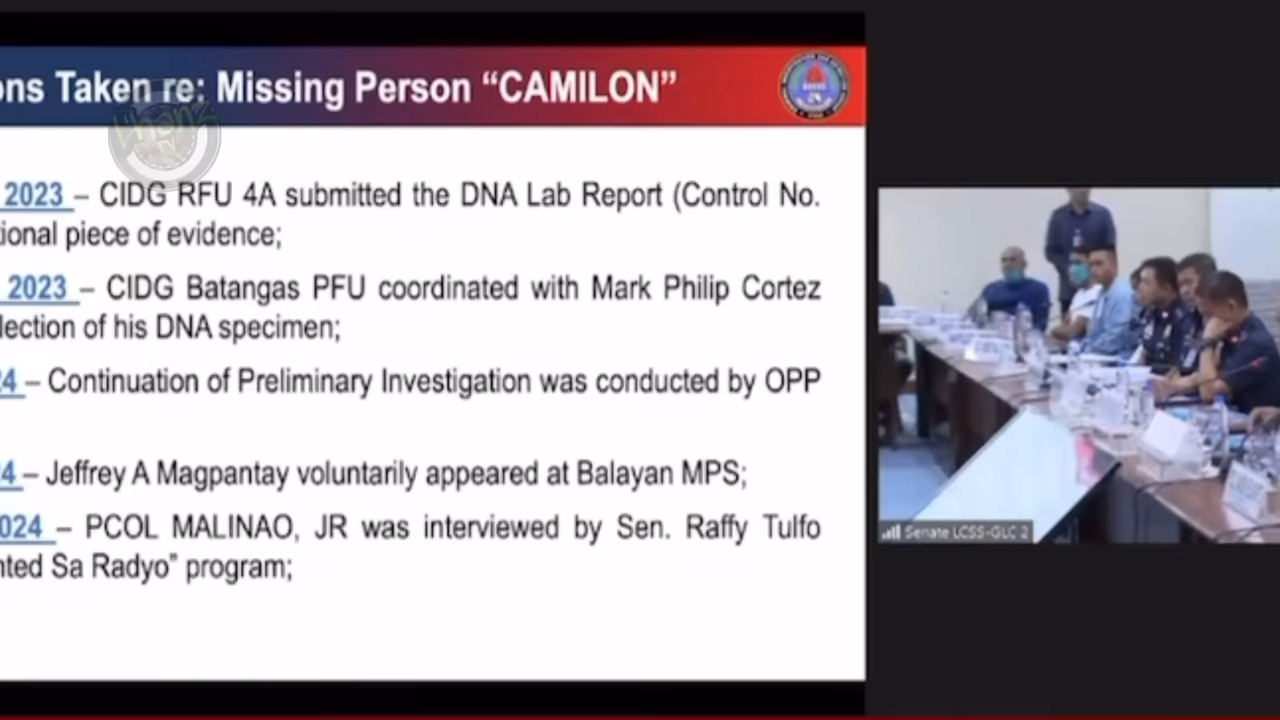 ons Taken re: Missing Person “CAMILON”
2023 – CIDG RFU 4A submitted the DNA Lab Report (Control No.
tional piece of evidence;
2023 – CIDG Batangas PFU coordinated with Mark Philip Cortez
llection of his DNA specimen;
24 – Continuation of Preliminary Investigation was conducted by OPP
24 – Jeffrey A Magpantay voluntarily appeared at Balayan MPS;
2024 – PCOL MALINAO, JR was interviewed by Sen. Raffy Tulfo
nted Sa Radyo” program;
Senate LCSS-GLC 2